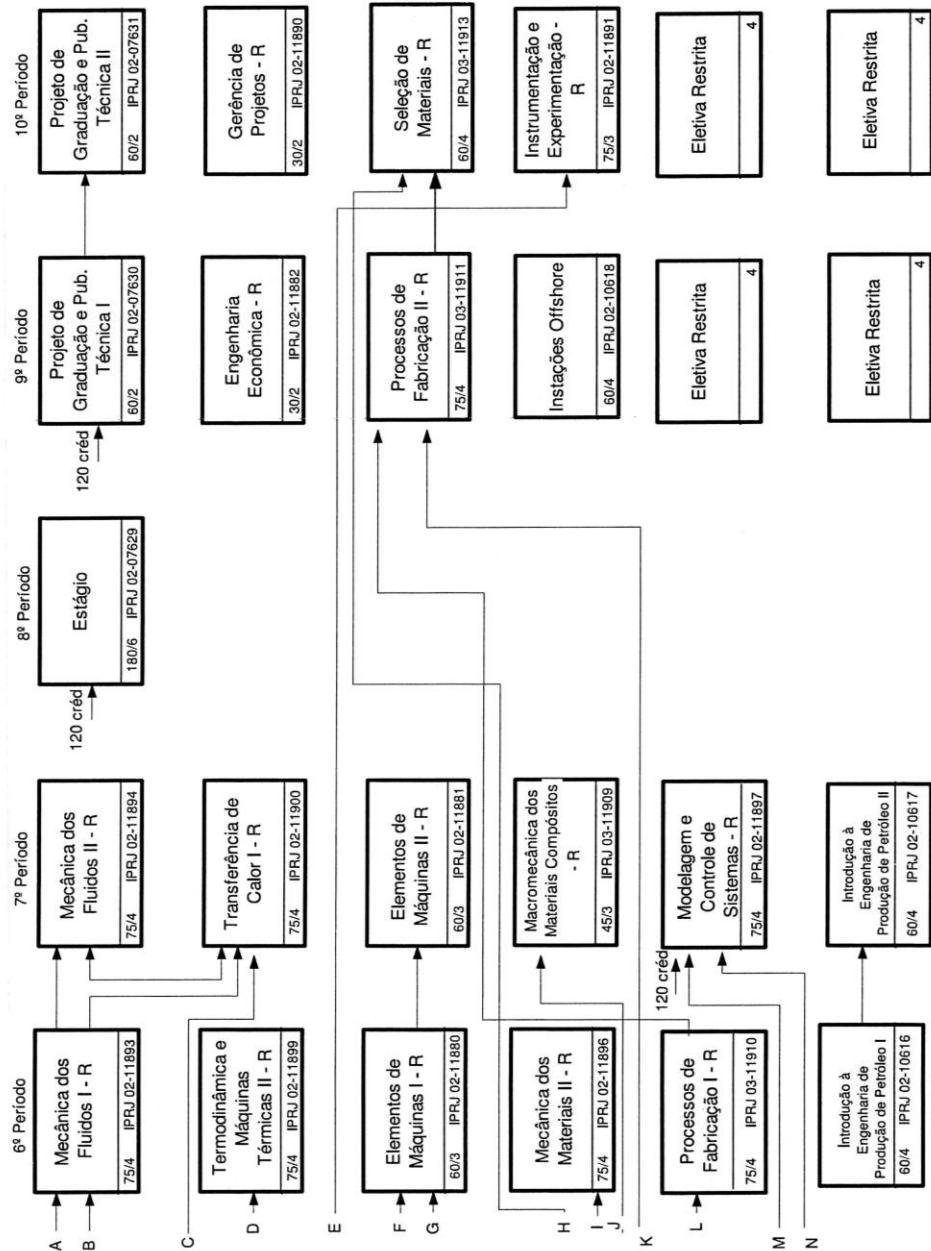 6º Período
7º Período
8º Período
9º Período
10º Período
A
B
Mecânica dos
Fluidos I - R
75/4 IPRJ 02-11893
Mecânica dos
Fluidos II - R
75/4 IPRJ 02-11894
120 créd
Estágio
180/6 IPRJ 02-07629
120 créd
Projeto de
Graduação e Pub.
Técnica I
60/2 IPRJ 02-07630
Projeto de
Graduação e Pub.
Técnica II
60/2 IPRJ 02-07631
C
D
Termodinâmica e
Máquinas
Térmicas II - R
75/4 IPRJ 02-11899
Transferência de
Calor I - R
75/4 IPRJ 02-11900
Engenharia
Econômica - R
30/2 IPRJ 02-11882
Gerência de
Projetos - R
30/2 IPRJ 02-11890
E
F
G
Elementos de
Máquinas I - R
60/3 IPRJ 02-11880
Elementos de
Máquinas II - R
60/3 IPRJ 02-11881
Processos de
Fabricação II - R
75/4 IPRJ 03-11911
Seleção de
Materiais - R
60/4 IPRJ 03-11913
H
I
J
Mecânica dos
Materiais II - R
75/4 IPRJ 02-11896
Macromecânica dos
Materiais Compósitos
- R
45/3 IPRJ 03-11909
Instações Offshore
60/4 IPRJ 02-10618
Instrumentação e
Experimentação -
R
75/3 IPRJ 02-11891
K
L
Processos de
Fabricação I - R
75/4 IPRJ 03-11910
120 créd
Modelagem e
Controle de
Sistemas - R
75/4 IPRJ 02-11897
Eletiva Restrita
4
Eletiva Restrita
4
M
N
Introdução à
Engenharia de
Produção de Petróleo I
60/4 IPRJ 02-10616
Introdução à
Engenharia de
Produção de Petróleo II
60/4 IPRJ 02-10617
Eletiva Restrita
4
Eletiva Restrita
4